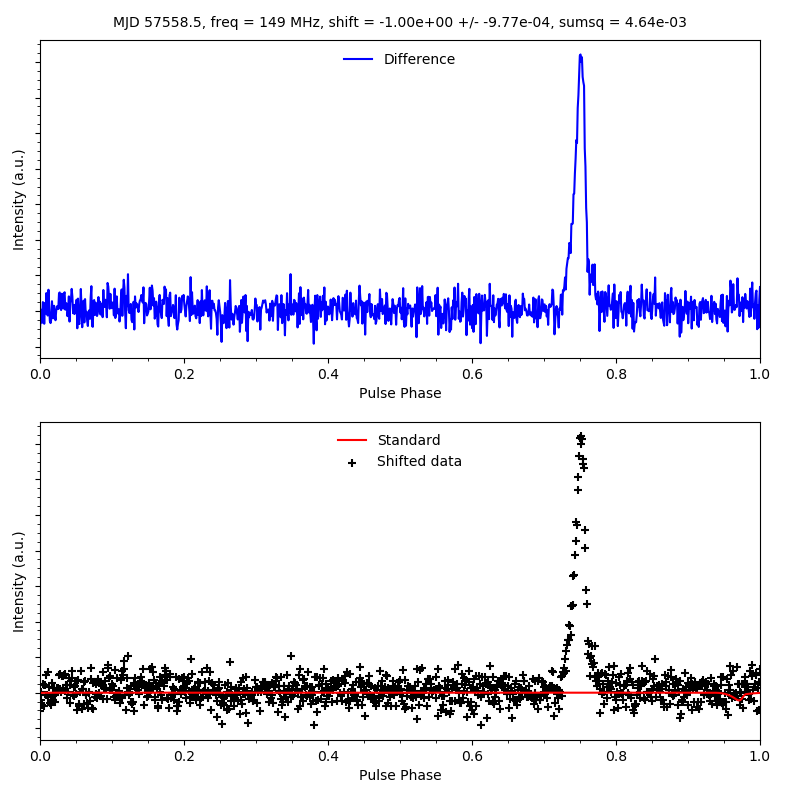 MJD 57558.5, freq = 149 MHz, shift = -1.00e+00 +/- -9.77e-04, sumsq = 4.64e-03
Difference
Intensity (a.u.)
0.0 0.2 0.4 0.6 0.8 1.0
Pulse Phase
Standard
Shifted data
Intensity (a.u.)
0.0 0.2 0.4 0.6 0.8 1.0
Pulse Phase